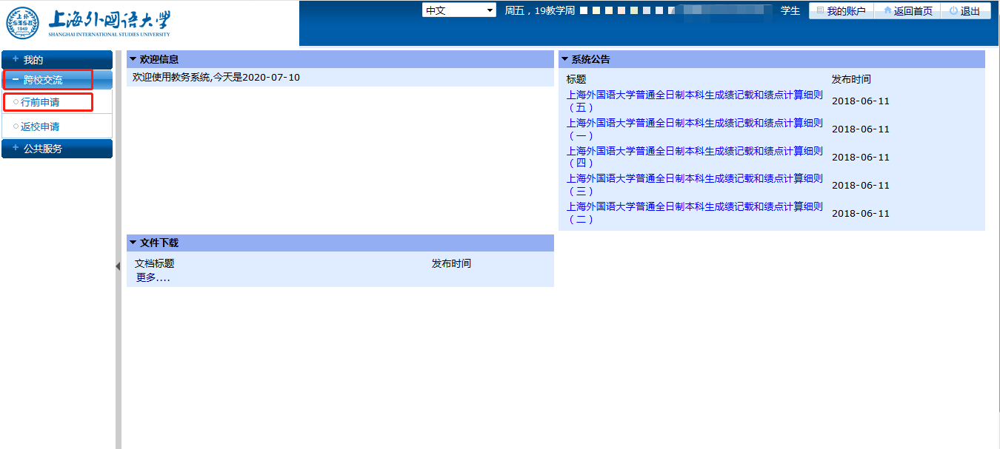 上海外国语大学
SHANGHAI INTERNATIONAL STUDIES UNIVERSITY
中文
周五，19教学周
学生
我的账户
返回首页
退出
我的
跨校交流
行前申请
返校申请
公共服务
欢迎信息
欢迎使用教务系统,今天是2020-07-10
系统公告
标题 发布时间
上海外国语大学普通全日制本科生成绩记载和绩点计算细则
（五） 2018-06-11
上海外国语大学普通全日制本科生成绩记载和绩点计算细则
（一） 2018-06-11
上海外国语大学普通全日制本科生成绩记载和绩点计算细则
（四） 2018-06-11
上海外国语大学普通全日制本科生成绩记载和绩点计算细则
（三） 2018-06-11
上海外国语大学普通全日制本科生成绩记载和绩点计算细则
（二） 2018-06-11
文件下载
文档标题 发布时间
更多....